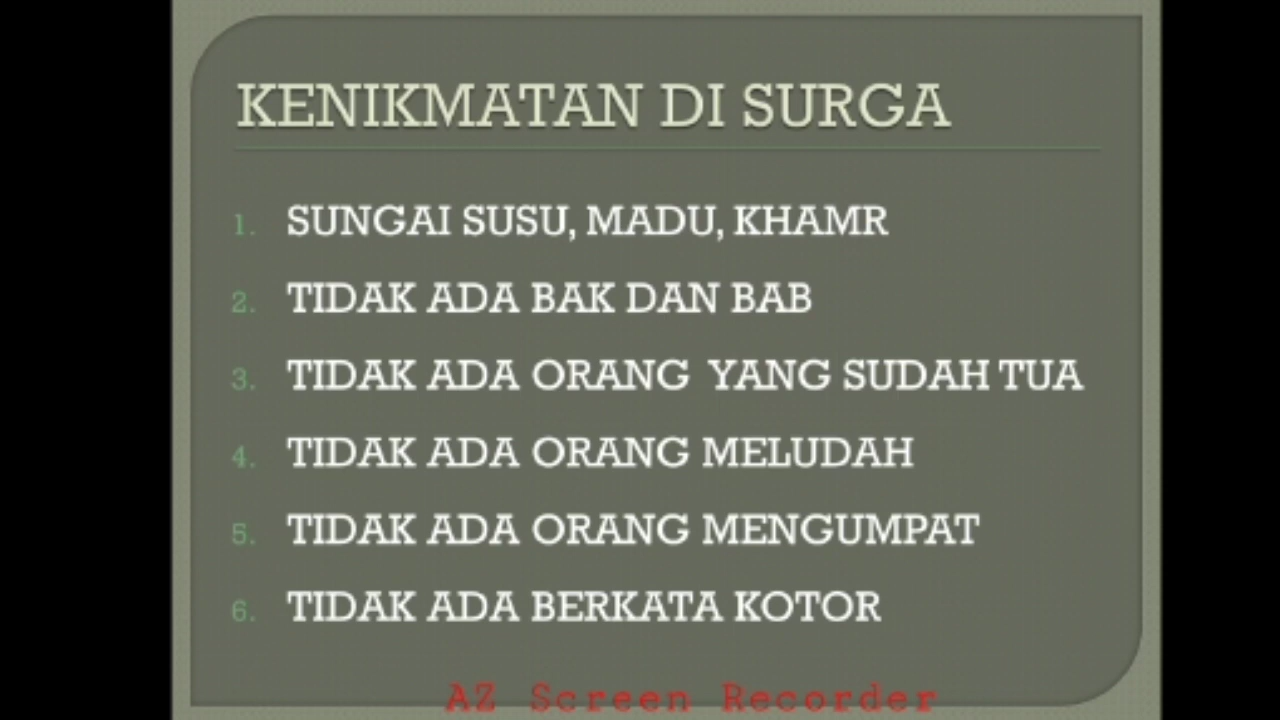 KENIKMATAN DI SURGA
1. SUNGAI SUSU, MADU, KHAMR
2. TIDAK ADA BAK DAN BAB
3. TIDAK ADA ORANG YANG SUDAH TUA
4. TIDAK ADA ORANG MELUDAH
5. TIDAK ADA ORANG MENGUMPAT
6. TIDAK ADA BERKATA KOTOR
AZ Screen Recorder